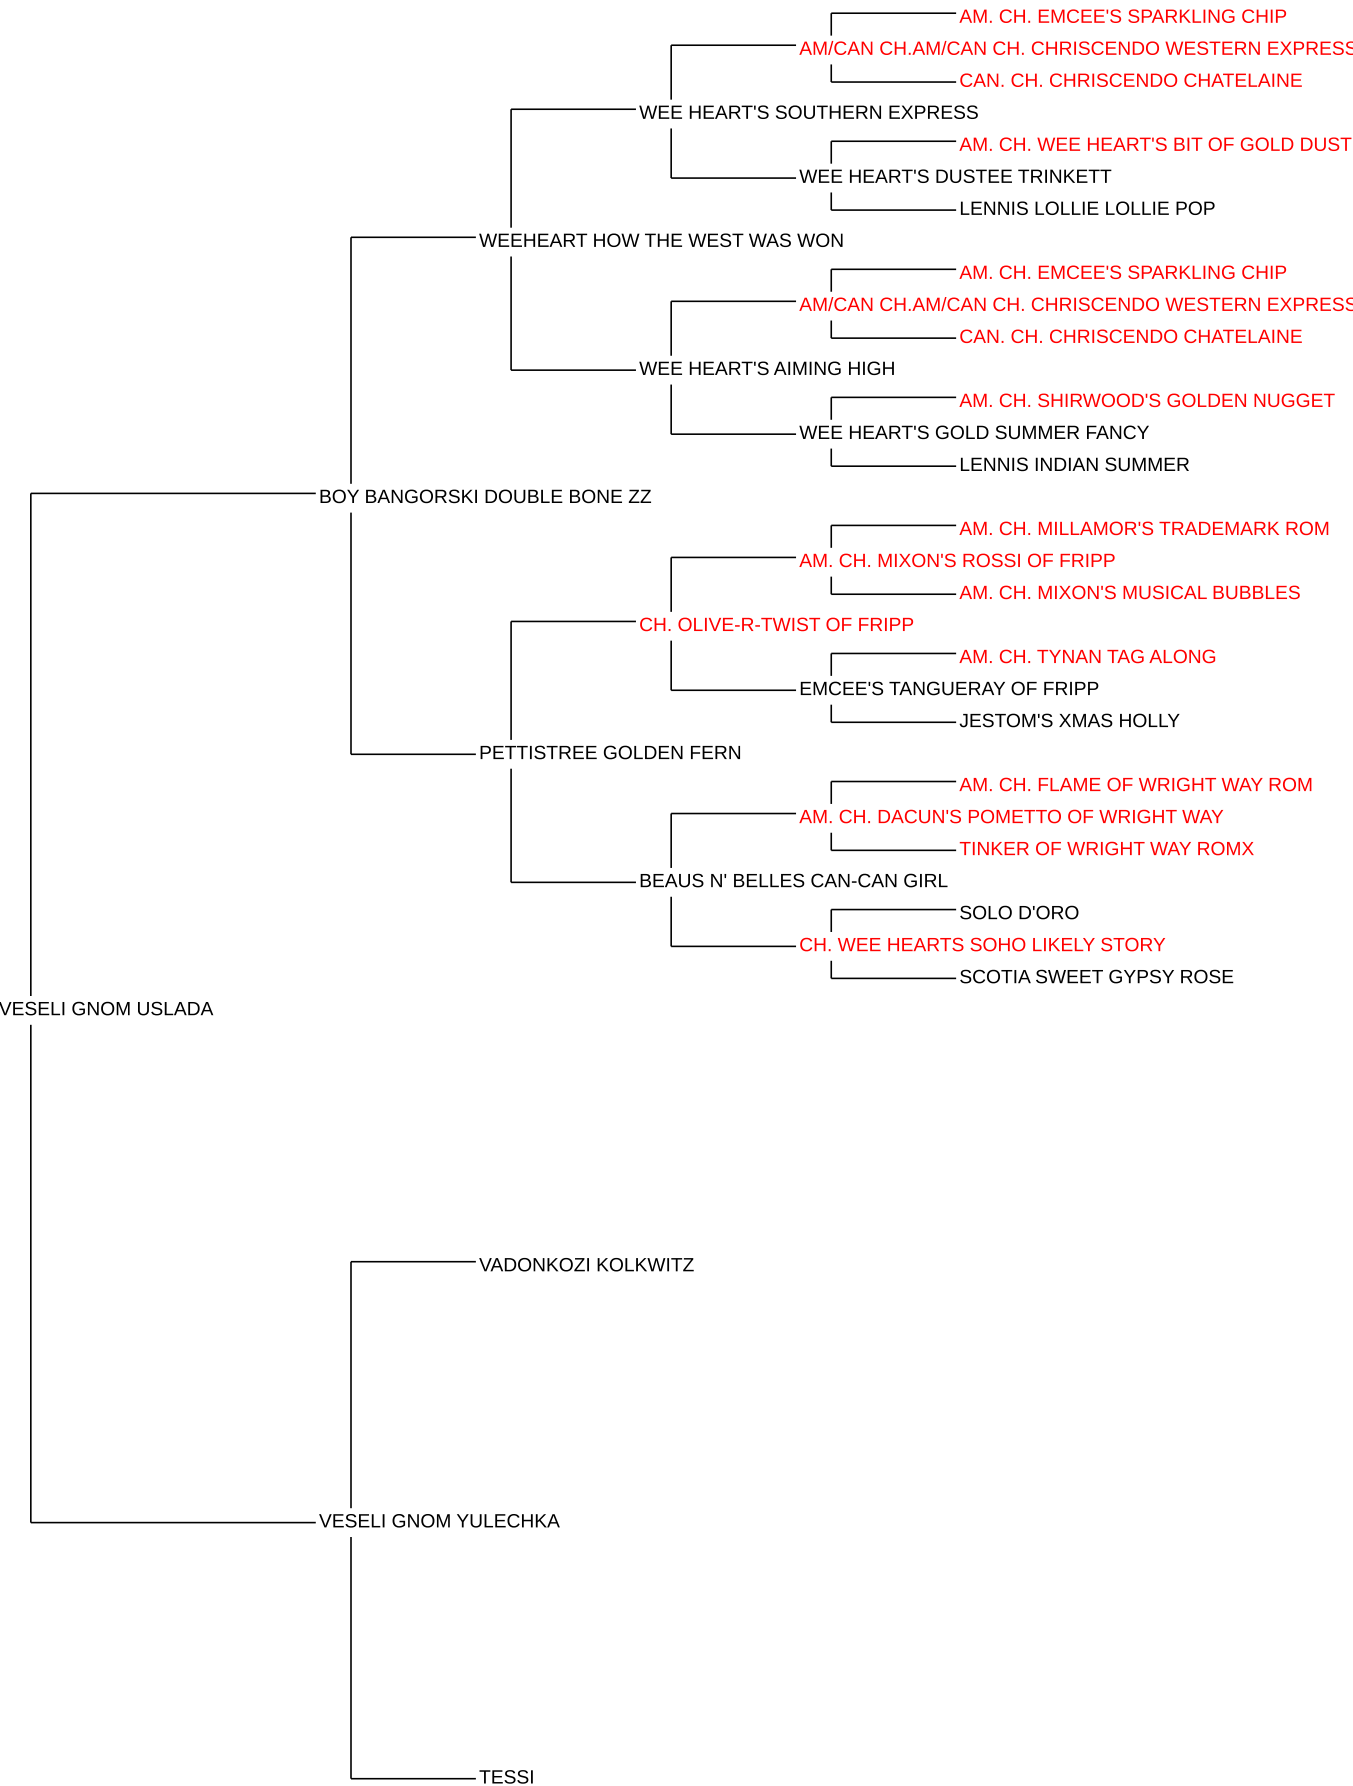 AM. CH. EMCEE'S SPARKLING CHIP
AM/CAN CH.AM/CAN CH. CHRISCENDO WESTERN EXPRESS
CAN. CH. CHRISCENDO CHATELAINE
WEE HEART'S SOUTHERN EXPRESS
AM. CH. WEE HEART'S BIT OF GOLD DUST
WEE HEART'S DUSTEE TRINKETT
LENNIS LOLLIE LOLLIE POP
WEEHEART HOW THE WEST WAS WON
AM. CH. EMCEE'S SPARKLING CHIP
AM/CAN CH.AM/CAN CH. CHRISCENDO WESTERN EXPRESS
CAN. CH. CHRISCENDO CHATELAINE
WEE HEART'S AIMING HIGH
AM. CH. SHIRWOOD'S GOLDEN NUGGET
WEE HEART'S GOLD SUMMER FANCY
LENNIS INDIAN SUMMER
BOY BANGORSKI DOUBLE BONE ZZ
AM. CH. MILLAMOR'S TRADEMARK ROM
AM. CH. MIXON'S ROSSI OF FRIPP
AM. CH. MIXON'S MUSICAL BUBBLES
CH. OLIVE-R-TWIST OF FRIPP
AM. CH. TYNAN TAG ALONG
EMCEE'S TANGUERAY OF FRIPP
JESTOM'S XMAS HOLLY
PETTISTREE GOLDEN FERN
AM. CH. FLAME OF WRIGHT WAY ROM
AM. CH. DACUN'S POMETTO OF WRIGHT WAY
TINKER OF WRIGHT WAY ROMX
BEAUS N' BELLES CAN-CAN GIRL
SOLO D'ORO
CH. WEE HEARTS SOHO LIKELY STORY
SCOTIA SWEET GYPSY ROSE
VESELI GNOM USLADA
VADONKOZI KOLKWITZ
VESELI GNOM YULECHKA
TESSI